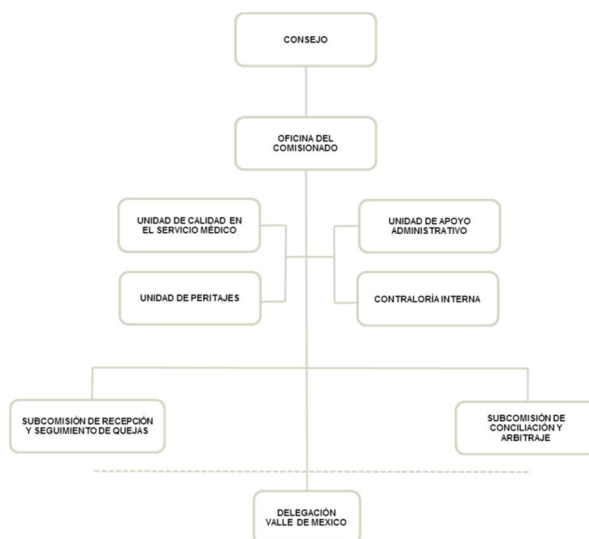 CONSEJO
OFICINA DEL
COMISIONADO
UNIDAD DE CALIDAD EN
EL SERVICIO MÉDICO
UNIDAD DE APOYO
ADMINISTRATIVO
UNIDAD DE PERITAJES
CONTRALORÍA INTERNA
SUBCOMISIÓN DE RECEPCIÓN
Y SEGUIMIENTO DE QUEJAS
SUBCOMISIÓN DE
CONCILIACIÓN Y
ARBITRAJE
DELEGACIÓN
VALLE DE MEXICO